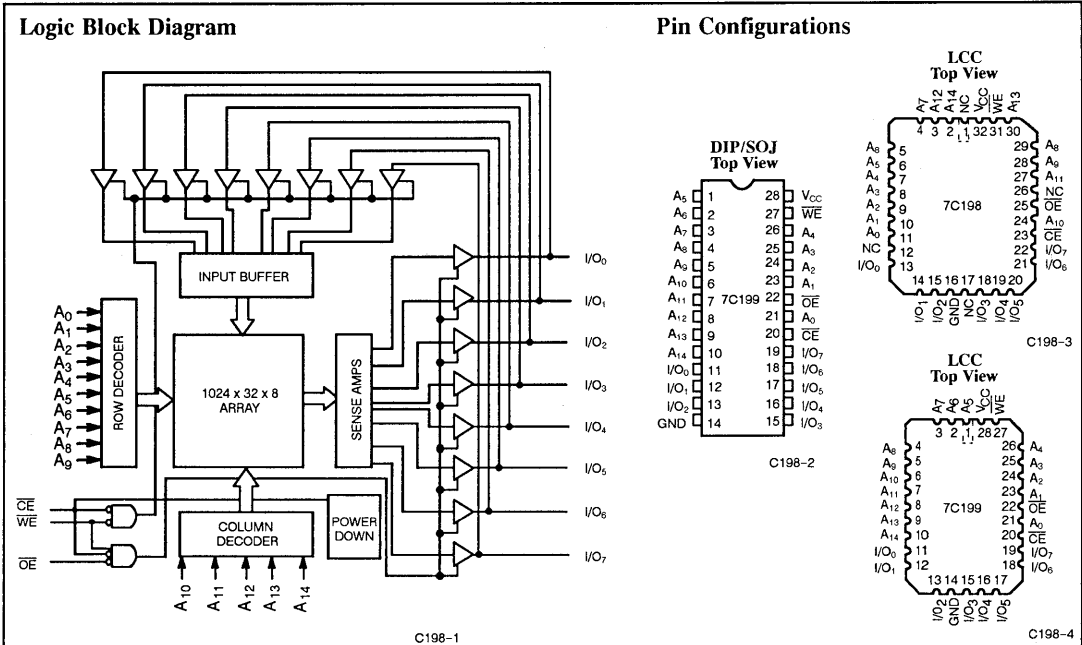 Logic Block Diagram
INPUT BUFFER
A0
A1
A2
A3
A4
A5
A6
A7
A8
A9
ROW DECODER
1024 x 32 x 8
ARRAY
SENSE AMPS
I/O0
I/O1
I/O2
I/O3
I/O4
I/O5
I/O6
I/O7
C̅E̅
W̅E̅
O̅E̅
COLUMN
DECODER
POWER
DOWN
A10
A11
A12
A13
A14
C198-1
Pin Configurations
DIP/SOJ
Top View
A5 1 28 VCC
A6 2 27 W̅E̅
A7 3 26 A4
A8 4 25 A3
A9 5 24 A2
A10 6 23 A1
A11 7 7C199 22 O̅E̅
A12 8 21 A0
A13 9 20 C̅E̅
A14 10 19 I/O7
I/O0 11 18 I/O6
I/O1 12 17 I/O5
I/O2 13 16 I/O4
GND 14 15 I/O3
C198-2
LCC
Top View
A7 A12 A14 NC VCC W̅E̅ A13
4 3 2 1 32 31 30
A6 5 29 A8
A5 6 28 A9
A4 7 27 A11
A3 8 26 NC
A2 9 7C198 25 O̅E̅
A1 10 24 A10
A0 11 23 C̅E̅
NC 12 22 I/O7
I/O0 13 21 I/O6
14 15 16 17 18 19 20
I/O1 I/O2 GND NC I/O3 I/O4 I/O5
C198-3
LCC
Top View
A7 A6 A5 VCC W̅E̅
3 2 1 28 27
A8 4 26 A4
A9 5 25 A3
A10 6 24 A2
A11 7 23 A1
A12 8 7C199 22 O̅E̅
A13 9 21 A0
A14 10 20 C̅E̅
I/O0 11 19 I/O7
I/O1 12 18 I/O6
13 14 15 16 17
I/O2 GND I/O3 I/O4 I/O5
C198-4